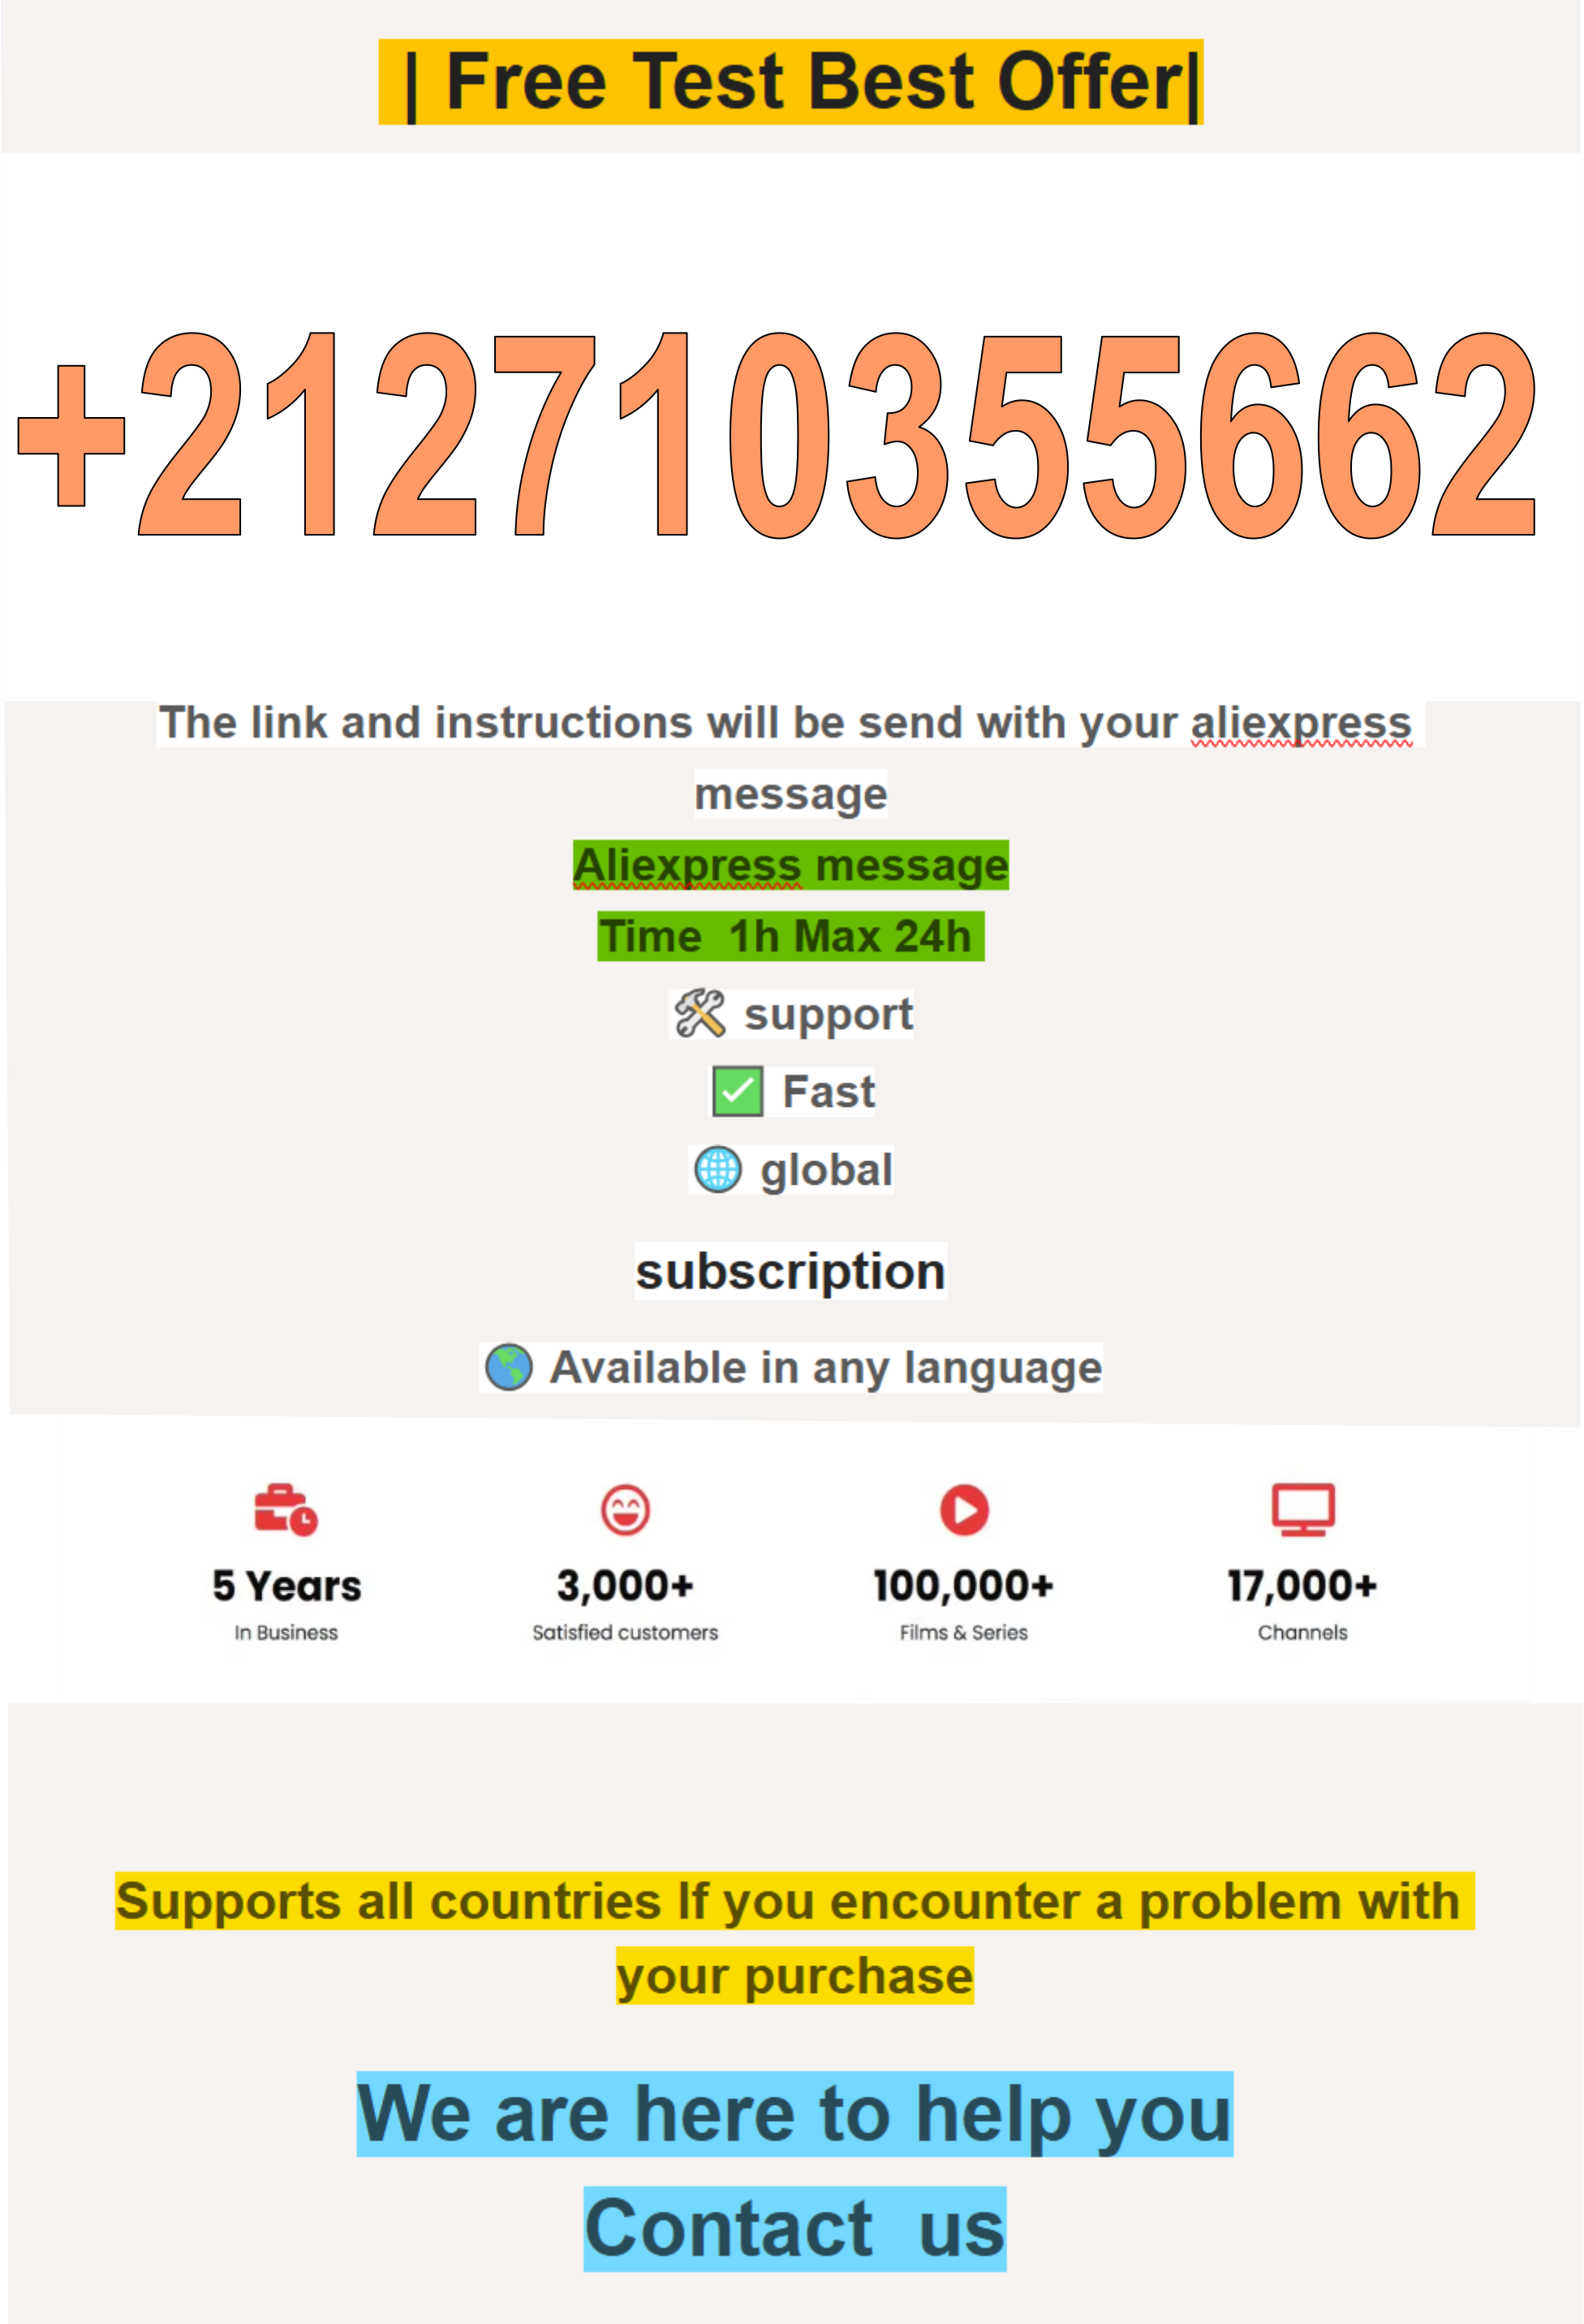 | Free Test Best Offer|
+212710355662
The link and instructions will be send with your aliexpress
message
Aliexpress message
Time 1h Max 24h
🛠 support
✅ Fast
🌐 global
subscription
🌎 Available in any language
5 Years
In Business
3,000+
Satisfied customers
100,000+
Films & Series
17,000+
Channels
Supports all countries If you encounter a problem with
your purchase
We are here to help you
Contact us